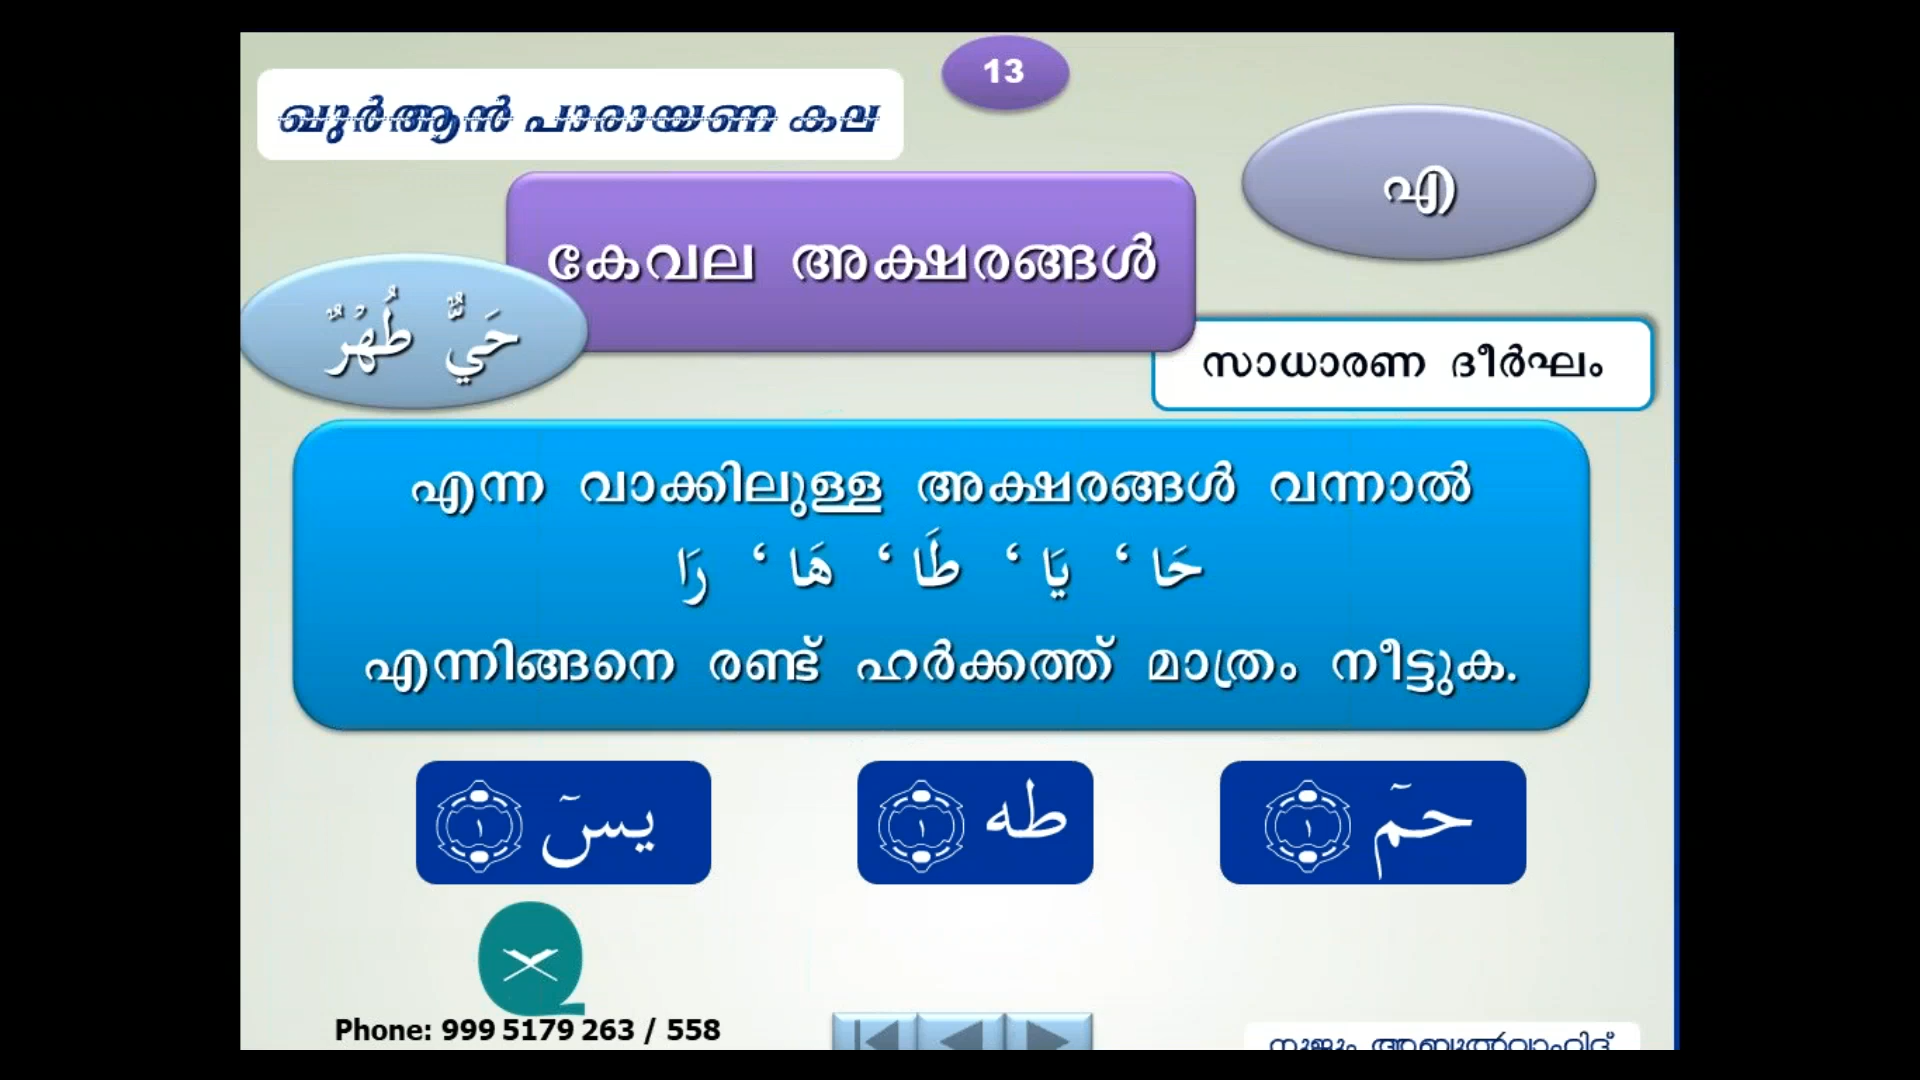 13
ഖുർആൻ പാരായണ കല
എ
കേവല അക്ഷരങ്ങൾ
حَيٌّ طُهْرٌ
സാധാരണ ദീർഘം
എന്ന വാക്കിലുള്ള അക്ഷരങ്ങൾ വന്നാൽ
حَا ، يَا ، طَا ، هَا ، رَا
എന്നിങ്ങനെ രണ്ട് ഹർക്കത്ത് മാത്രം നീട്ടുക.
حمٓ ١
طه ١
يسٓ ١
Phone: 999 5179 263 / 558